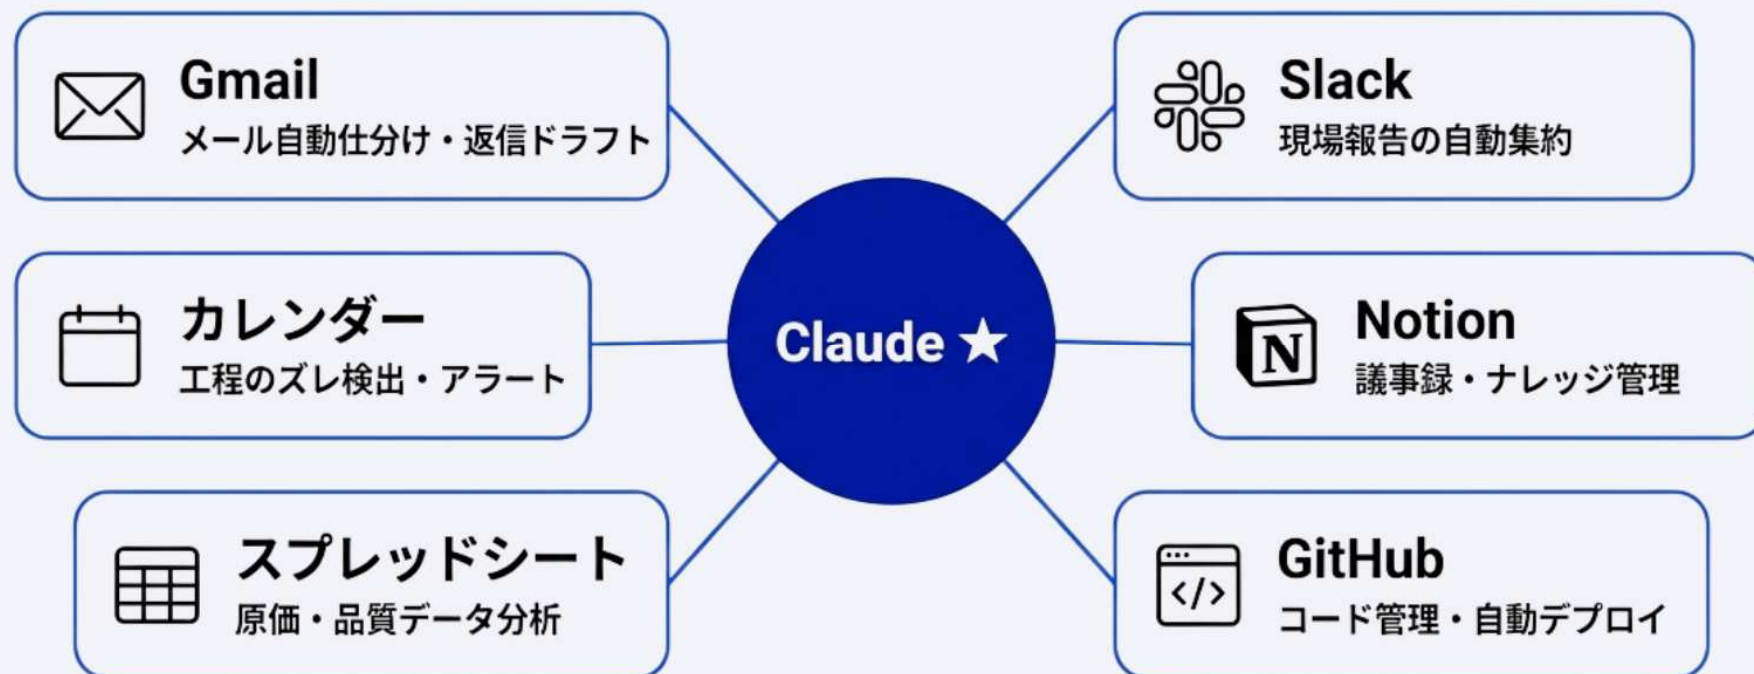 Gmail
メール自動仕分け・返信ドラフト
Slack
現場報告の自動集約
カレンダー
工程のズレ検出・アラート
Claude ★
Notion
議事録・ナレッジ管理
スプレッドシート
原価・品質データ分析
GitHub
コード管理・自動デプロイ